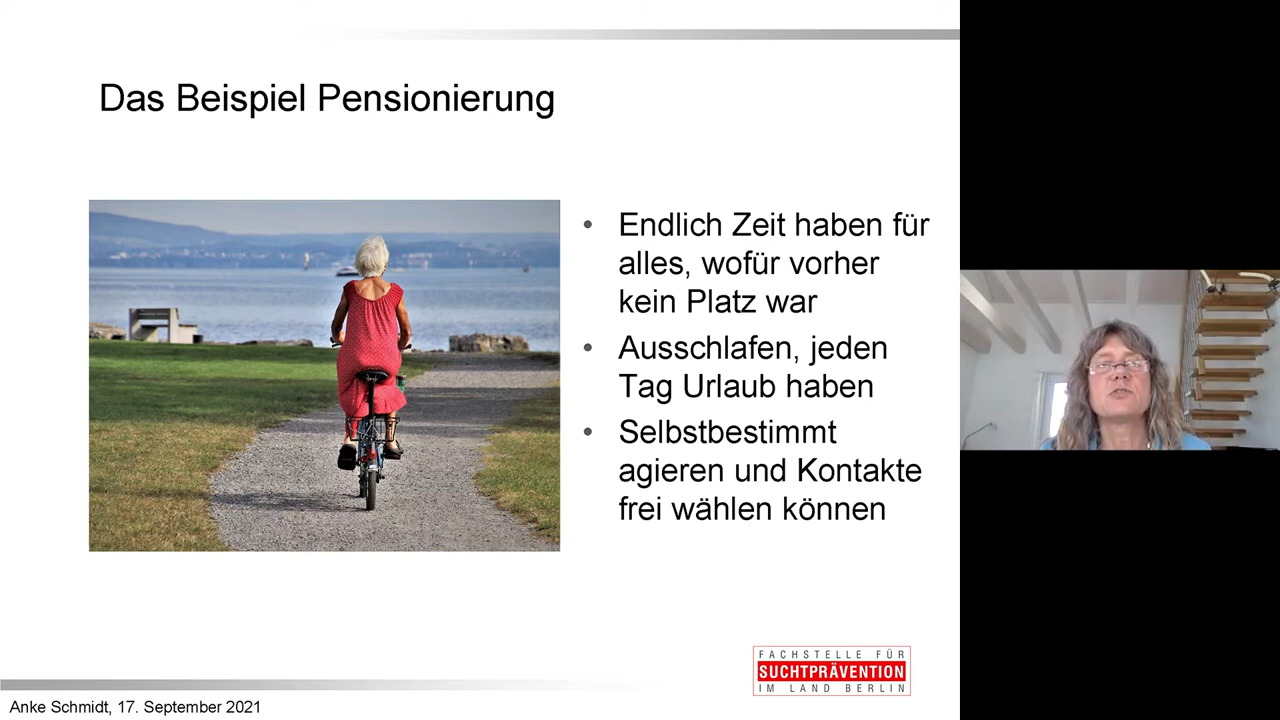 Das Beispiel Pensionierung
• Endlich Zeit haben für
alles, wofür vorher
kein Platz war
• Ausschlafen, jeden
Tag Urlaub haben
• Selbstbestimmt
agieren und Kontakte
frei wählen können
FACHSTELLE FÜR
SUCHTPRÄVENTION
IM LAND BERLIN
Anke Schmidt, 17. September 2021